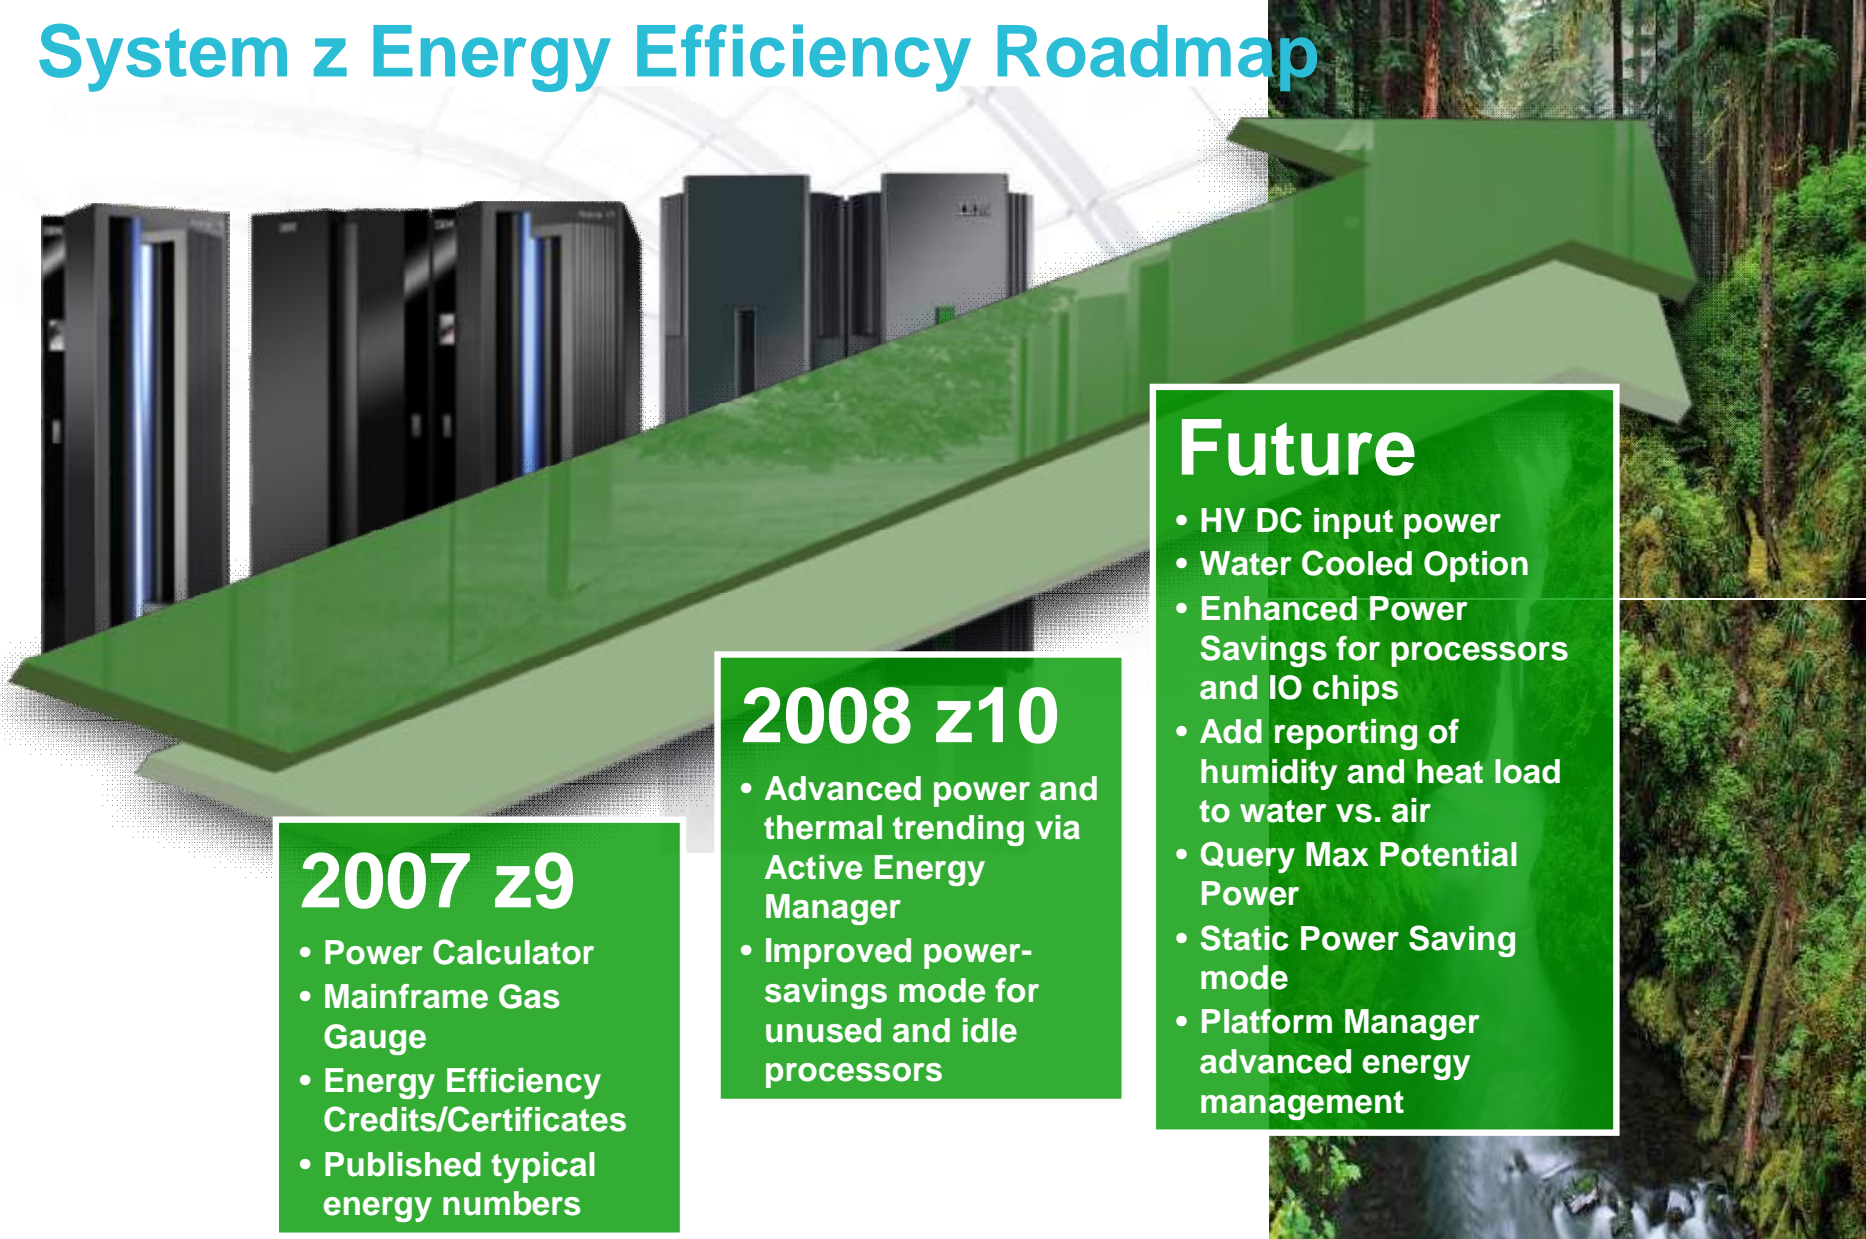 System z Energy Efficiency Roadmap
IBM
Future
• HV DC input power
• Water Cooled Option
• Enhanced Power
Savings for processors
and IO chips
• Add reporting of
humidity and heat load
to water vs. air
• Query Max Potential
Power
• Static Power Saving
mode
• Platform Manager
advanced energy
management
2008 z10
• Advanced power and
thermal trending via
Active Energy
Manager
• Improved power-
savings mode for
unused and idle
processors
2007 z9
• Power Calculator
• Mainframe Gas
Gauge
• Energy Efficiency
Credits/Certificates
• Published typical
energy numbers